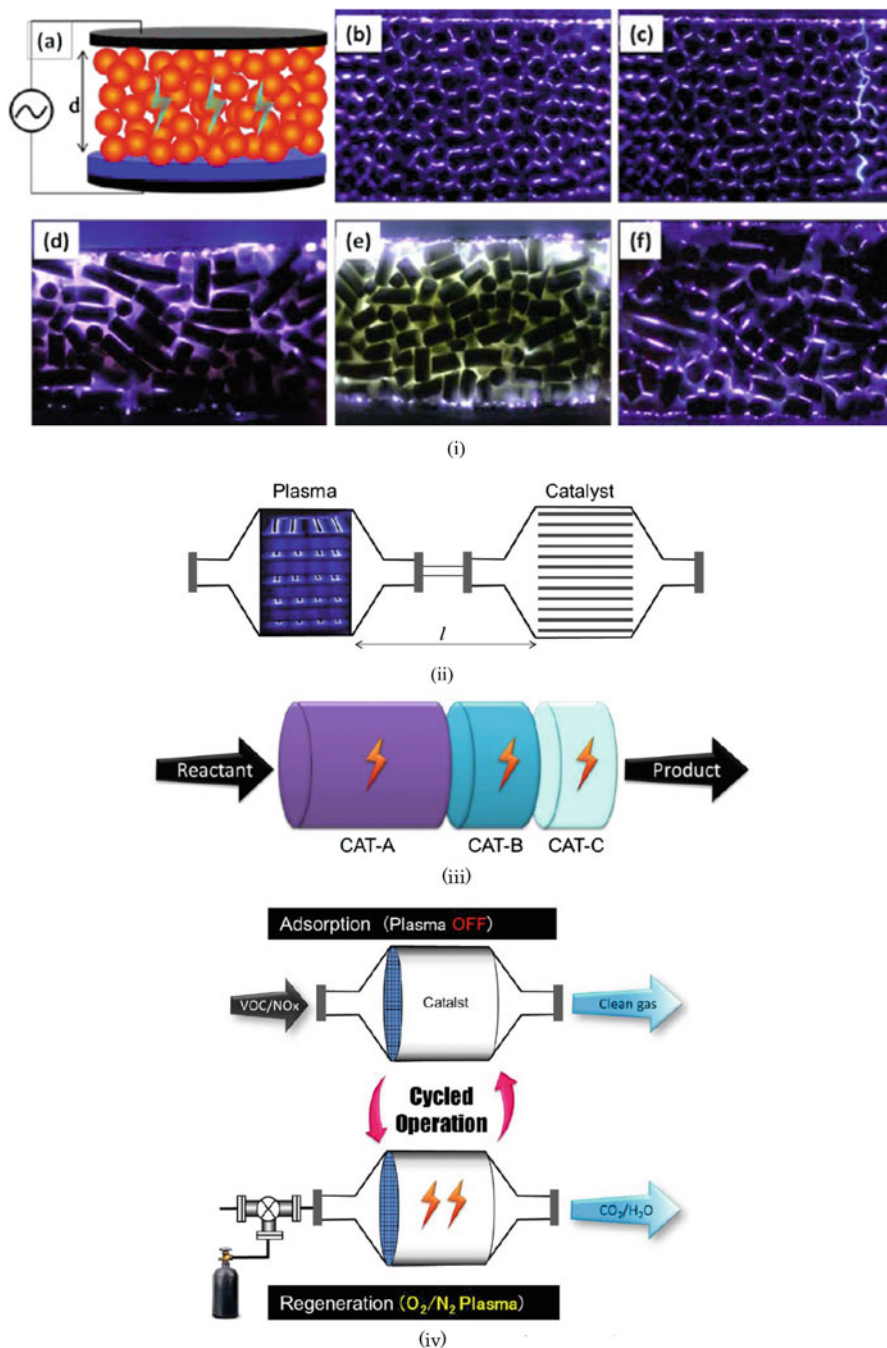 (a)
d
(b)
(c)
(d)
(e)
(f)
(i)
Plasma
Catalyst
l
(ii)
Reactant
Product
CAT-A
CAT-B
CAT-C
(iii)
Adsorption (Plasma OFF)
VOC/NOx
Catalst
Clean gas
Cycled
Operation
CO₂/H₂O
Regeneration (O₂/N₂ Plasma)
(iv)